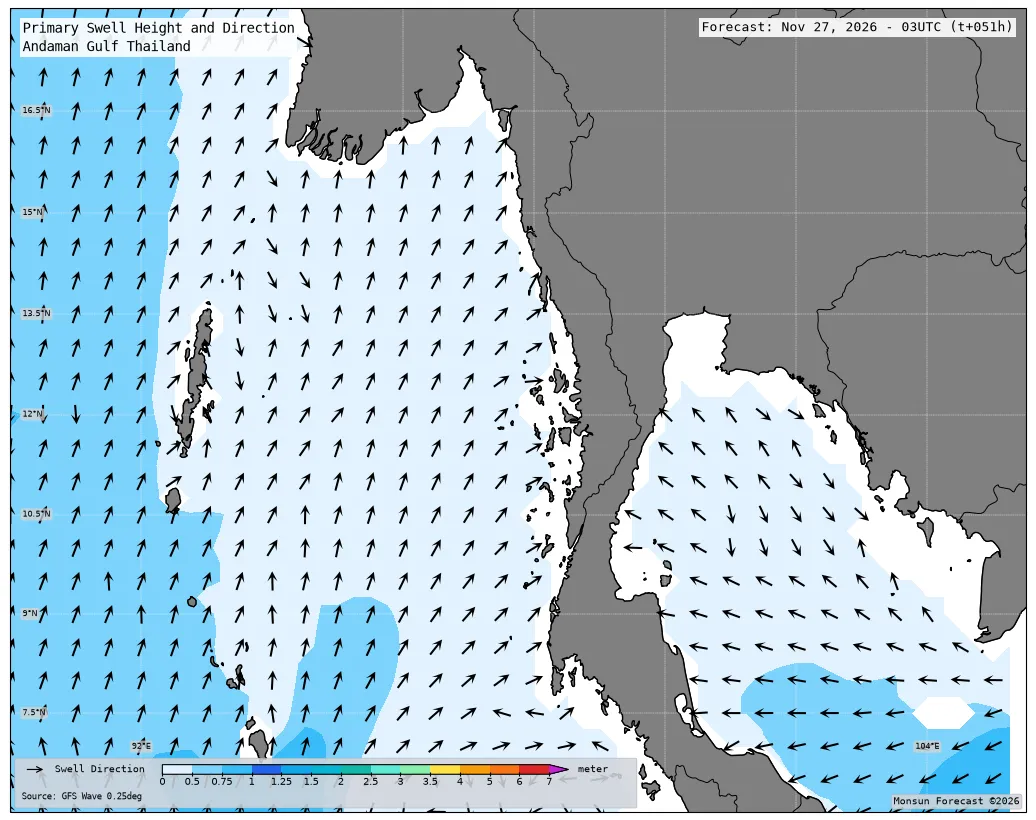 Primary Swell Height and Direction
Andaman Gulf Thailand
Forecast: Nov 27, 2026 - 03UTC (t+051h)
16.5°N
15°N
13.5°N
12°N
10.5°N
9°N
7.5°N
92°E
104°E
Swell Direction
meter
0 0.5 0.75 1 1.25 1.5 2 2.5 3 3.5 4 5 6 7
Source: GFS Wave 0.25deg
Monsun Forecast ©2026